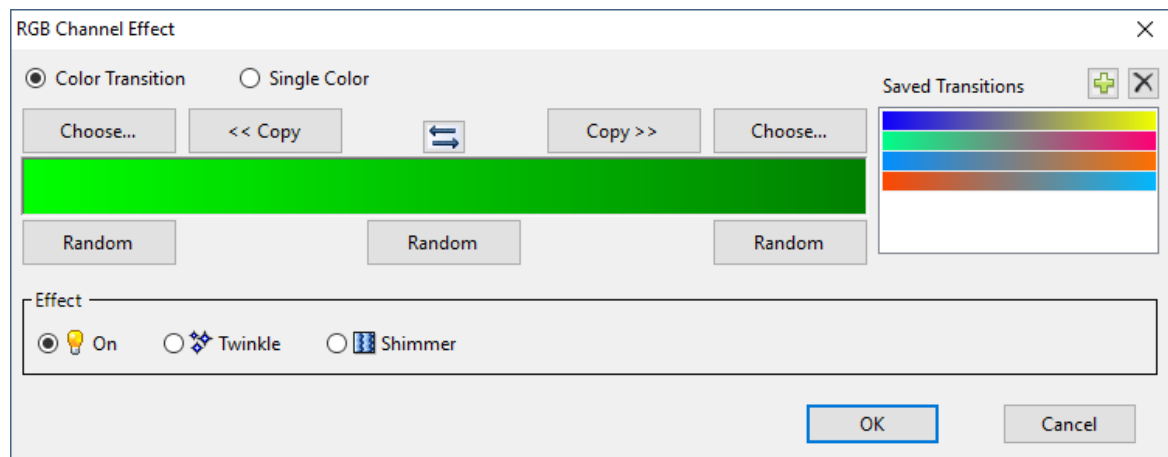 RGB Channel Effect
Color Transition Single Color
Saved Transitions
Choose... << Copy Copy >> Choose...
Random Random Random
Effect
On Twinkle Shimmer
OK Cancel